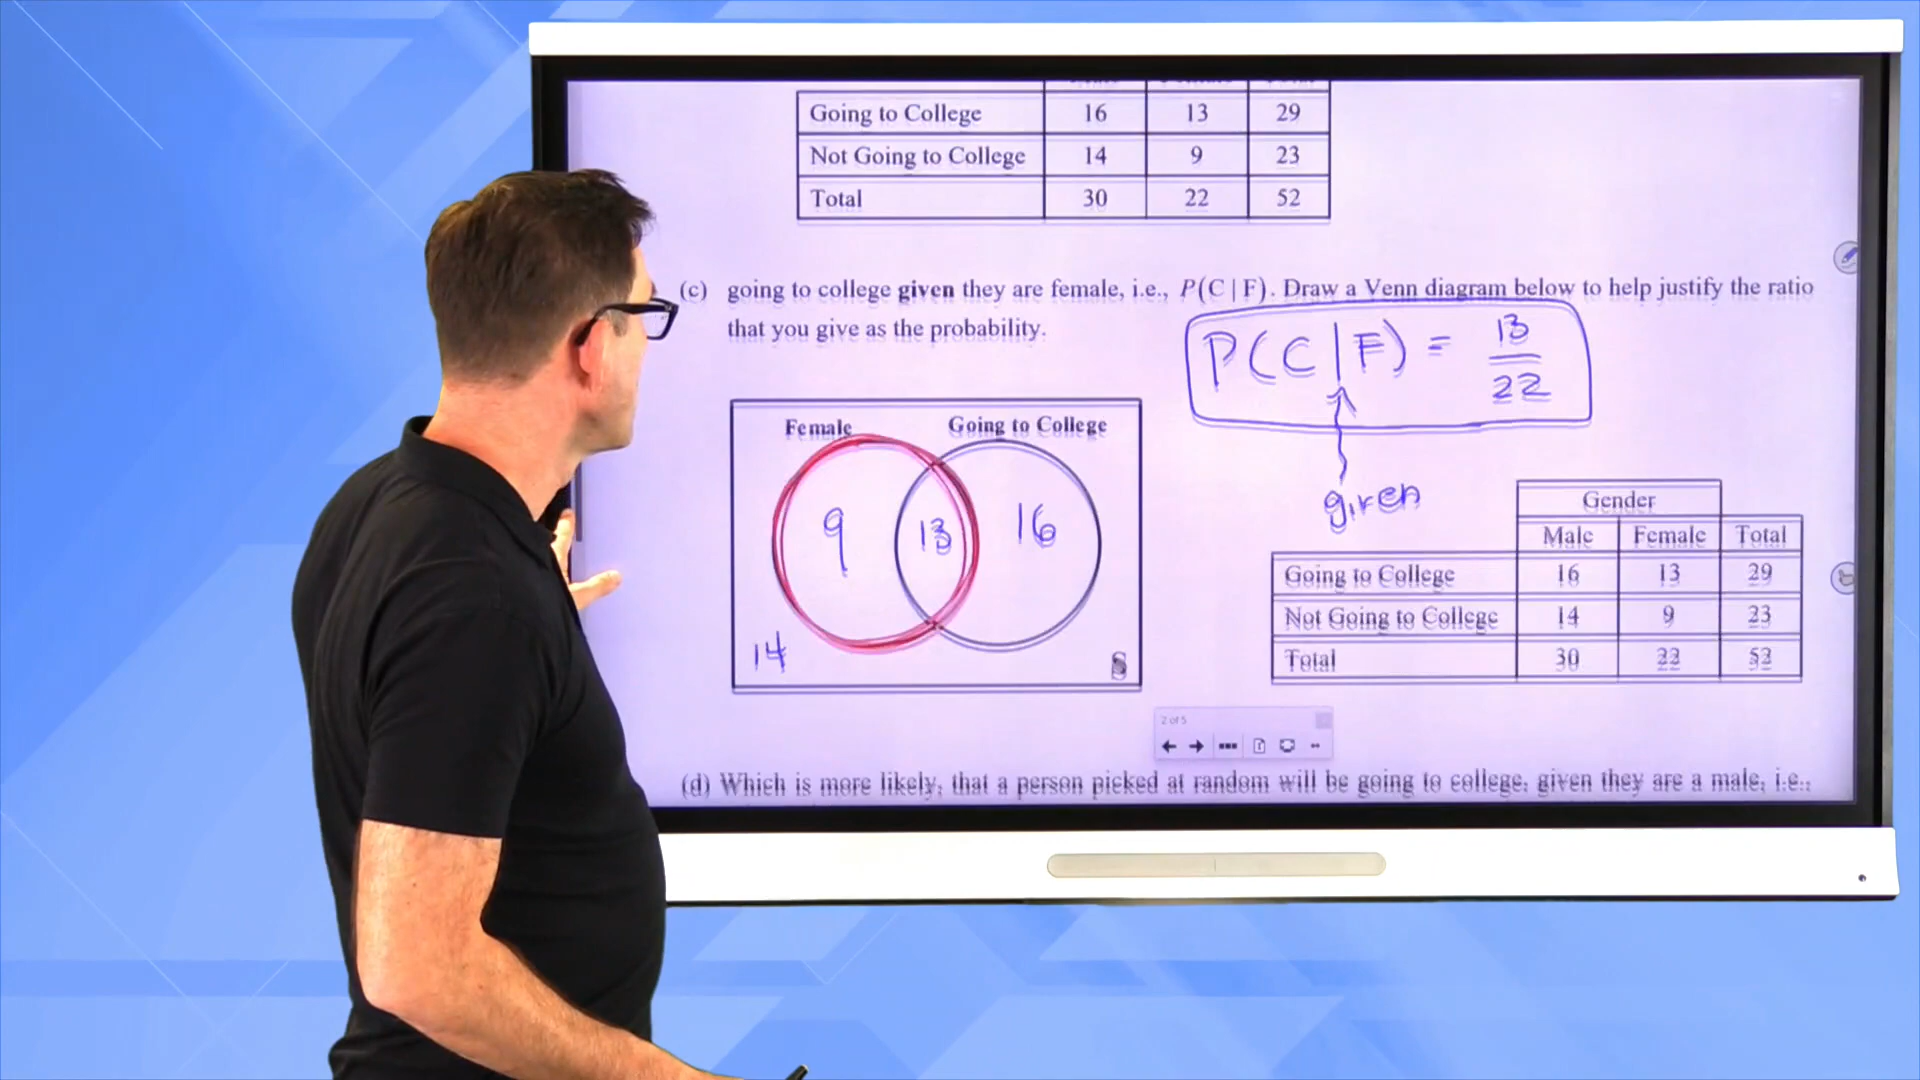 Going to College 16 13 29
Not Going to College 14 9 23
Total 30 22 52
(c) going to college given they are female, i.e., P(C | F). Draw a Venn diagram below to help justify the ratio
that you give as the probability.
P(C|F) = 13/22
given
Female Going to College
9 13 16
14 S
Gender
Male Female Total
Going to College 16 13 29
Not Going to College 14 9 23
Total 30 22 52
2 of 5
(d) Which is more likely, that a person picked at random will be going to college, given they are a male, i.e.,